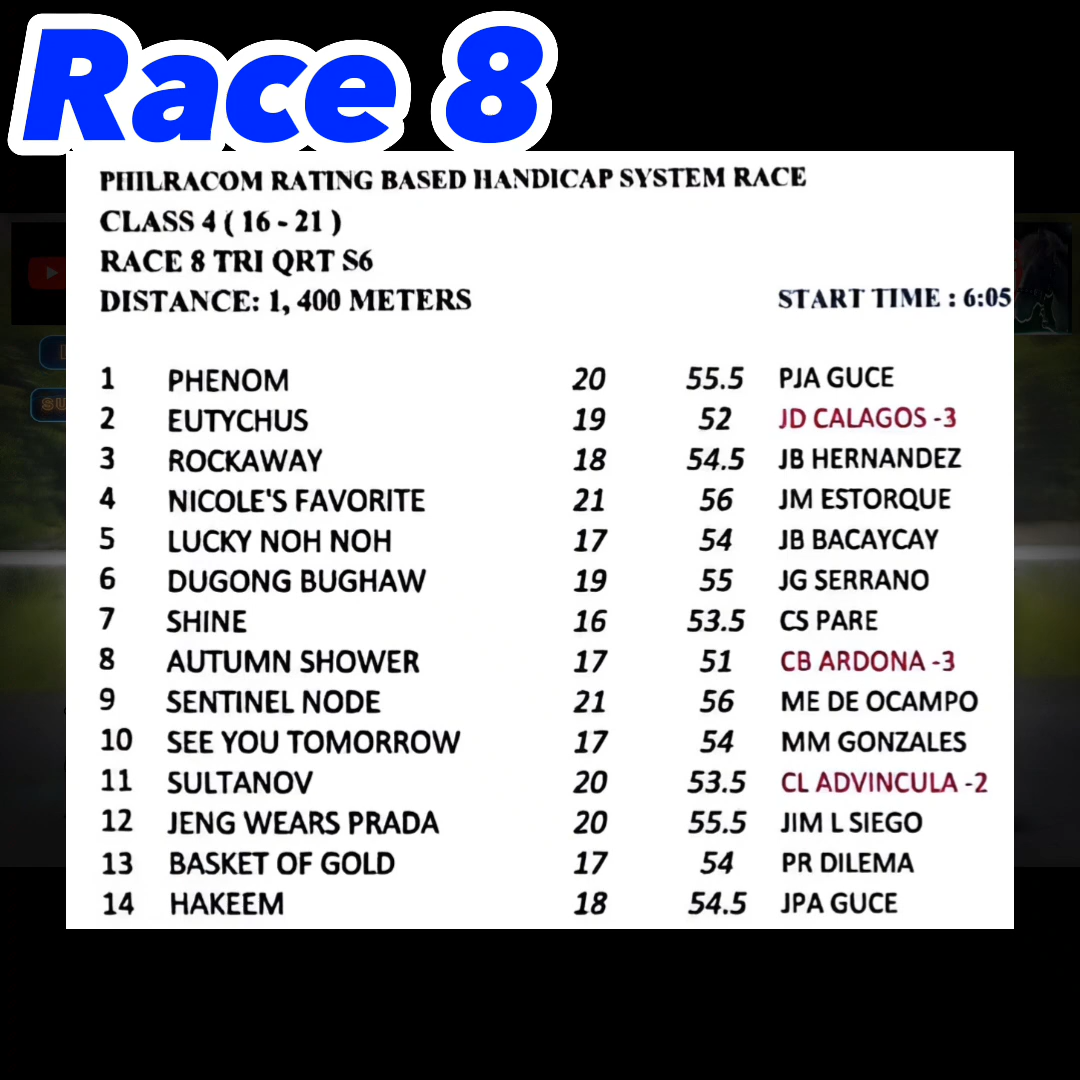 Race 8
PHILRACOM RATING BASED HANDICAP SYSTEM RACE
CLASS 4 ( 16 - 21 )
RACE 8 TRI QRT S6
DISTANCE: 1, 400 METERS START TIME : 6:05
1 PHENOM 20 55.5 PJA GUCE
2 EUTYCHUS 19 52 JD CALAGOS -3
3 ROCKAWAY 18 54.5 JB HERNANDEZ
4 NICOLE'S FAVORITE 21 56 JM ESTORQUE
5 LUCKY NOH NOH 17 54 JB BACAYCAY
6 DUGONG BUGHAW 19 55 JG SERRANO
7 SHINE 16 53.5 CS PARE
8 AUTUMN SHOWER 17 51 CB ARDONA -3
9 SENTINEL NODE 21 56 ME DE OCAMPO
10 SEE YOU TOMORROW 17 54 MM GONZALES
11 SULTANOV 20 53.5 CL ADVINCULA -2
12 JENG WEARS PRADA 20 55.5 JIM L SIEGO
13 BASKET OF GOLD 17 54 PR DILEMA
14 HAKEEM 18 54.5 JPA GUCE